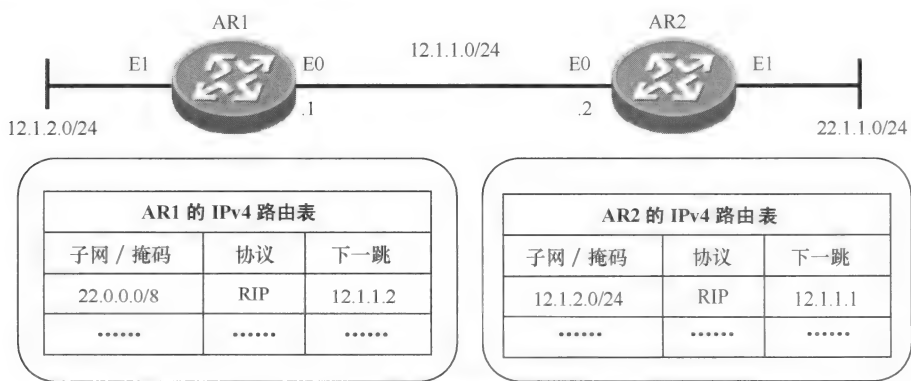 AR1
AR2
12.1.1.0/24
E1
E0
E0
E1
.1
.2
12.1.2.0/24
22.1.1.0/24
AR1 的 IPv4 路由表
子网 / 掩码 协议 下一跳
22.0.0.0/8 RIP 12.1.1.2
…… …… ……
AR2 的 IPv4 路由表
子网 / 掩码 协议 下一跳
12.1.2.0/24 RIP 12.1.1.1
…… …… ……